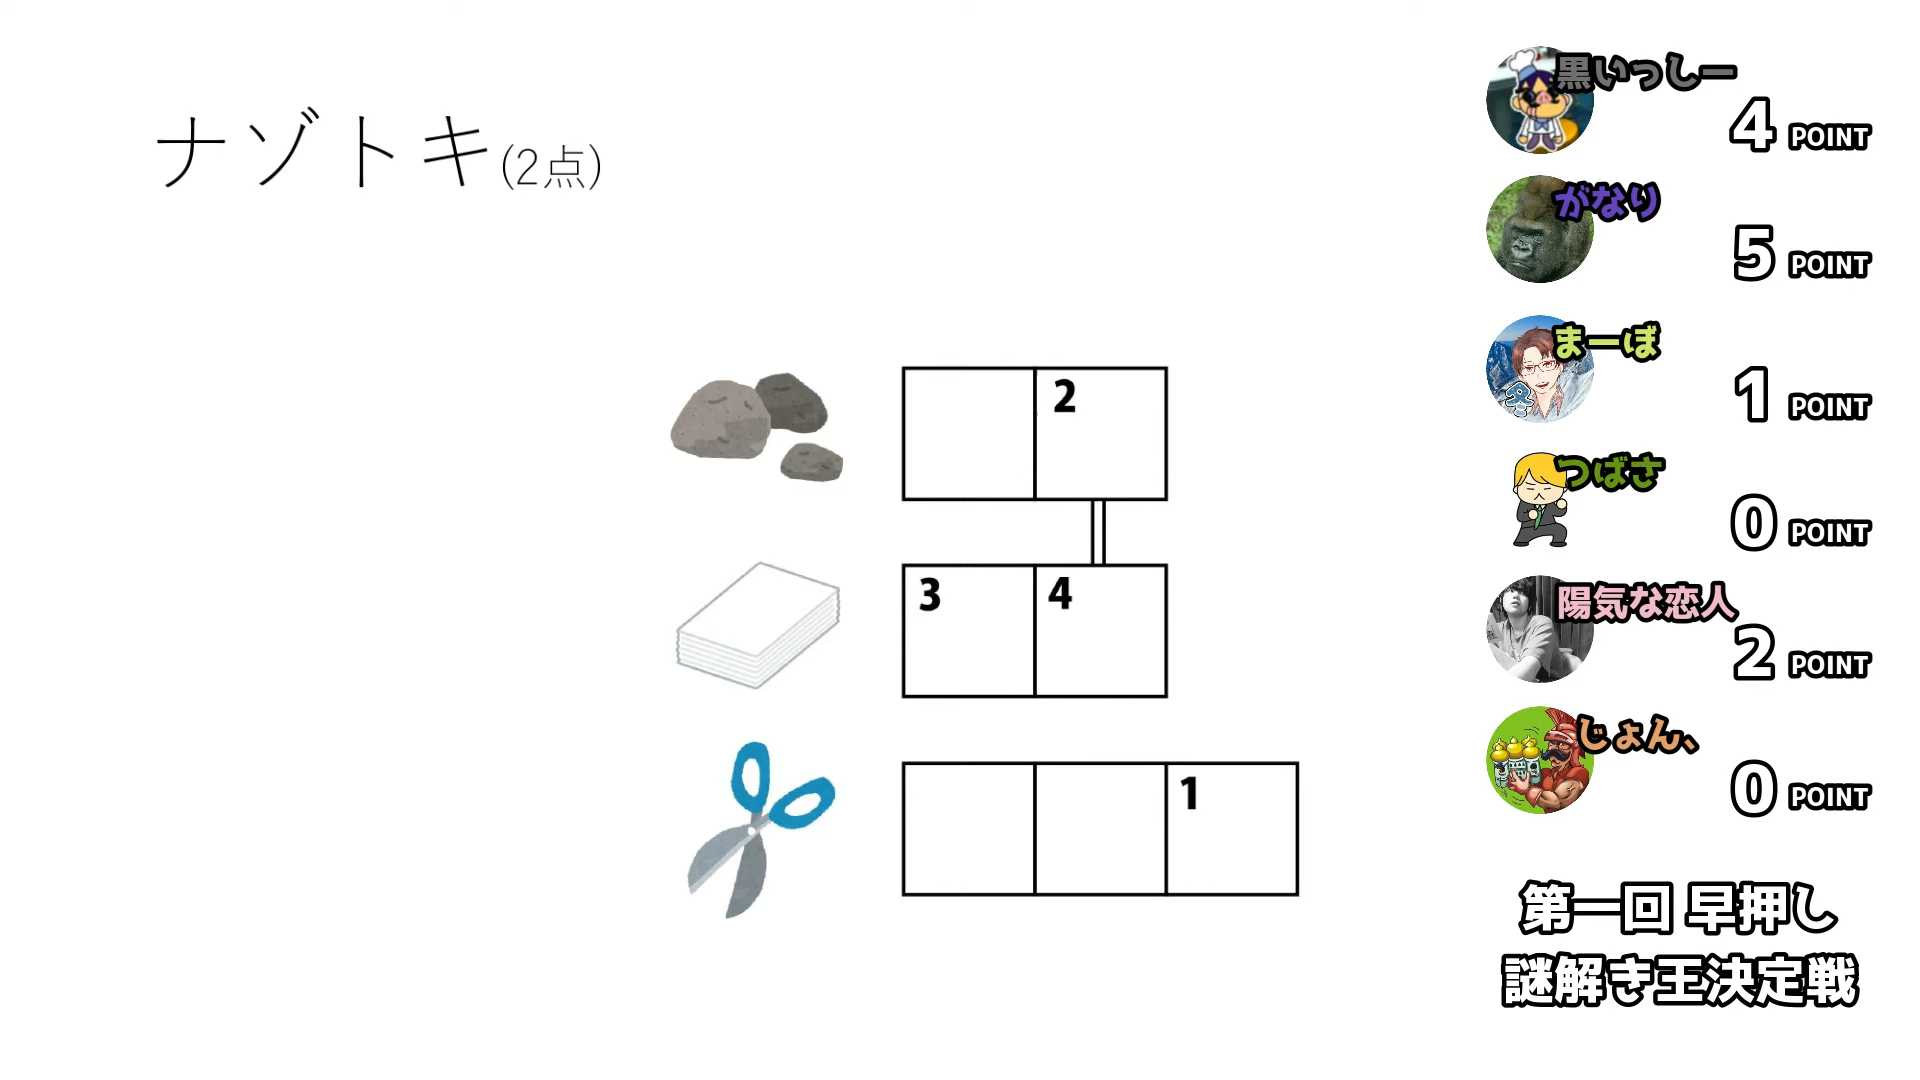 ナゾトキ(2点)
2
3 4
1
黒いっしー
4 POINT
がなり
5 POINT
まーぼ
冬
1 POINT
つばさ
0 POINT
陽気な恋人
2 POINT
じょん、
0 POINT
第一回 早押し
謎解き王決定戦